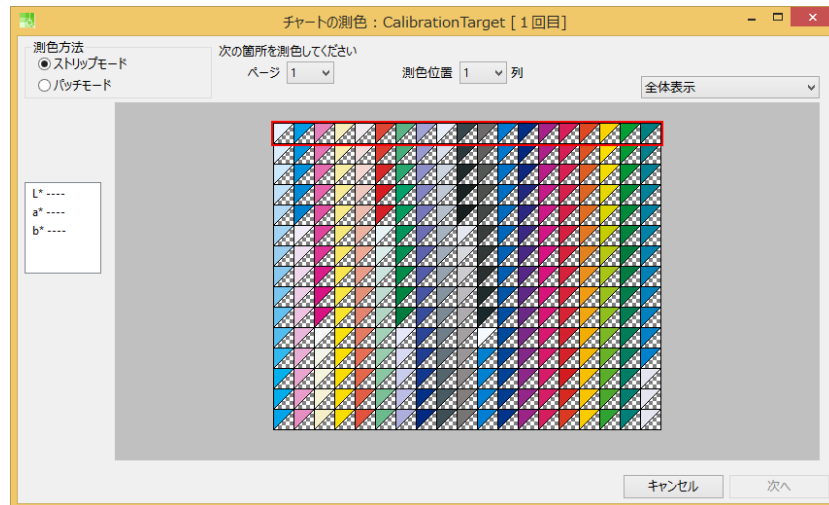 チャートの測色 : CalibrationTarget [ 1 回目]
測色方法
ストリップモード
パッチモード
次の箇所を測色してください
ページ 1 測色位置 1 列
全体表示
L* ----
a* ----
b* ----
キャンセル 次へ